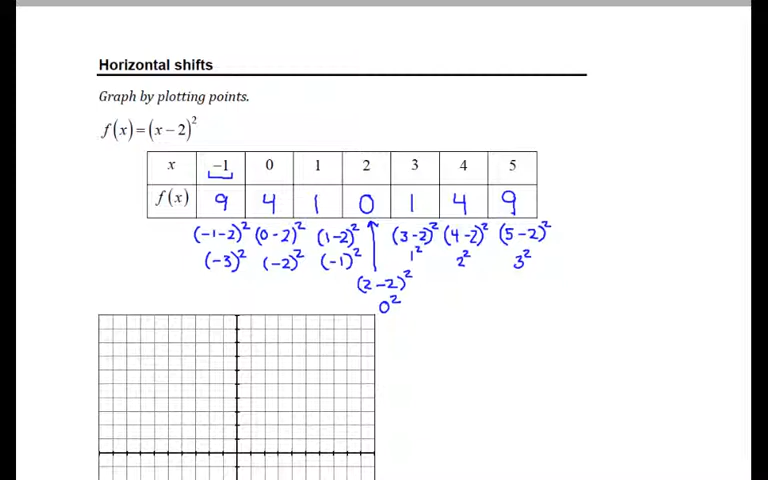 Horizontal shifts
Graph by plotting points.
f(x)=(x−2)²
x −1 0 1 2 3 4 5
f(x) 9 4 1 0 1 4 9
(-1-2)² (0-2)² (1-2)² (3-2)² (4-2)² (5-2)²
(-3)² (-2)² (-1)² 1² 2² 3²
(2-2)²
0²